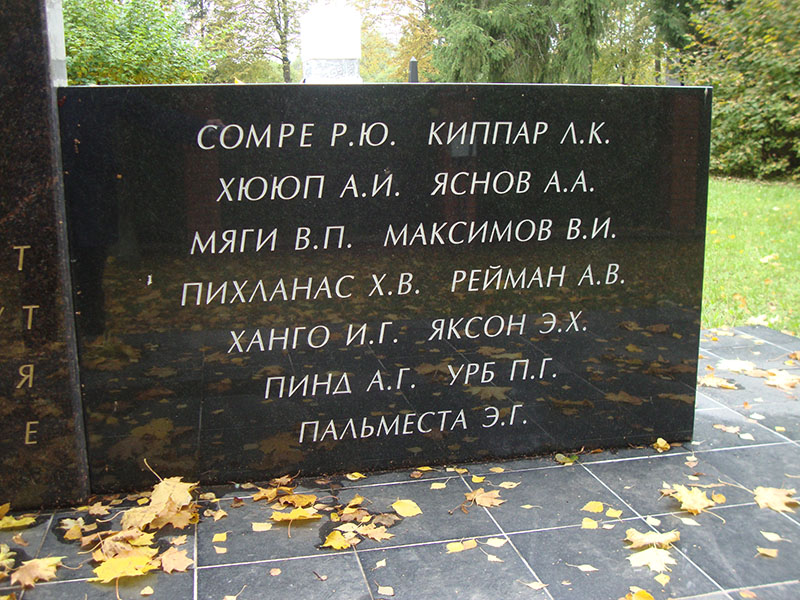 СОМРЕ Р.Ю. КИППАР Л.К.
ХЮЮП А.И. ЯСНОВ А.А.
МЯГИ В.П. МАКСИМОВ В.И.
ПИХЛАНАС Х.В. РЕЙМАН А.В.
ХАНГО И.Г. ЯКСОН Э.Х.
ПИНД А.Г. УРБ П.Г.
ПАЛЬМЕСТА Э.Г.